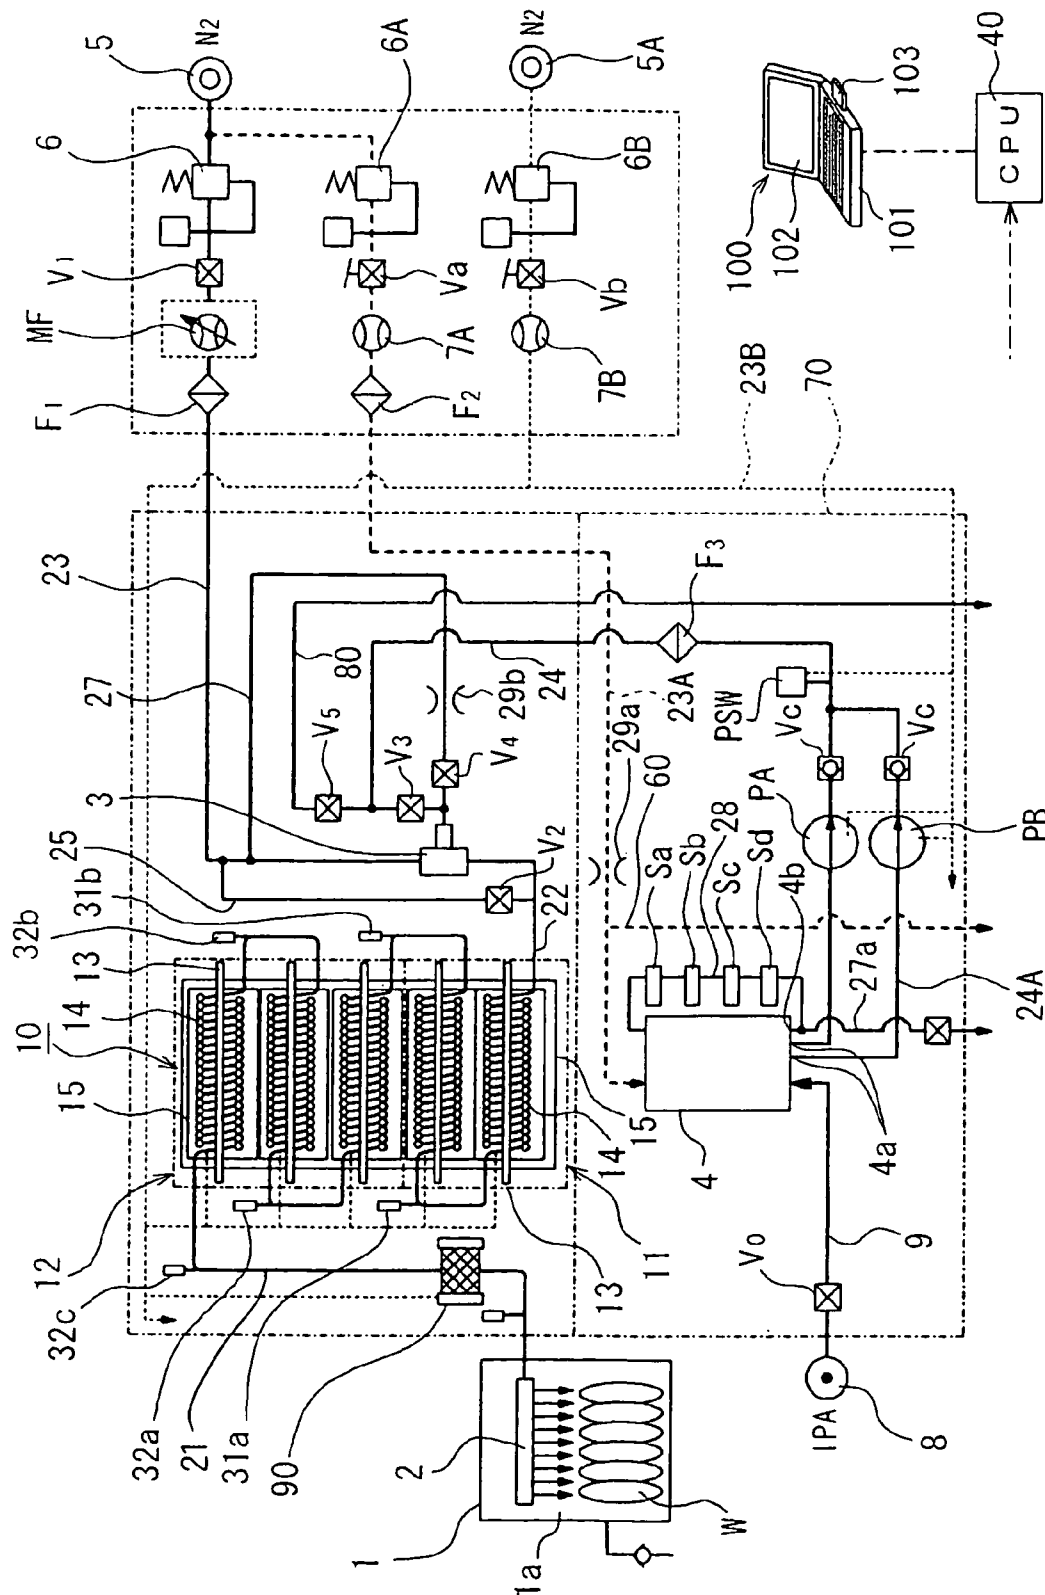 5
N2
6
6A
N2
5A
6B
V1
Va
Vb
MF
7A
7B
F1
F2
100
102
101
103
40
CPU
23B
70
23
27
80
24
29b
F3
23A
29a
60
PSW
Vc
Vc
PA
PB
V5
V3
V4
3
25
V2
22
31b
32b
13
14
10
15
Sa
Sb
Sc
28
Sd
4b
27a
24A
4a
4
15
14
11
13
12
32c
32a
21
31a
90
9
V0
IPA
8
2
1
1a
W